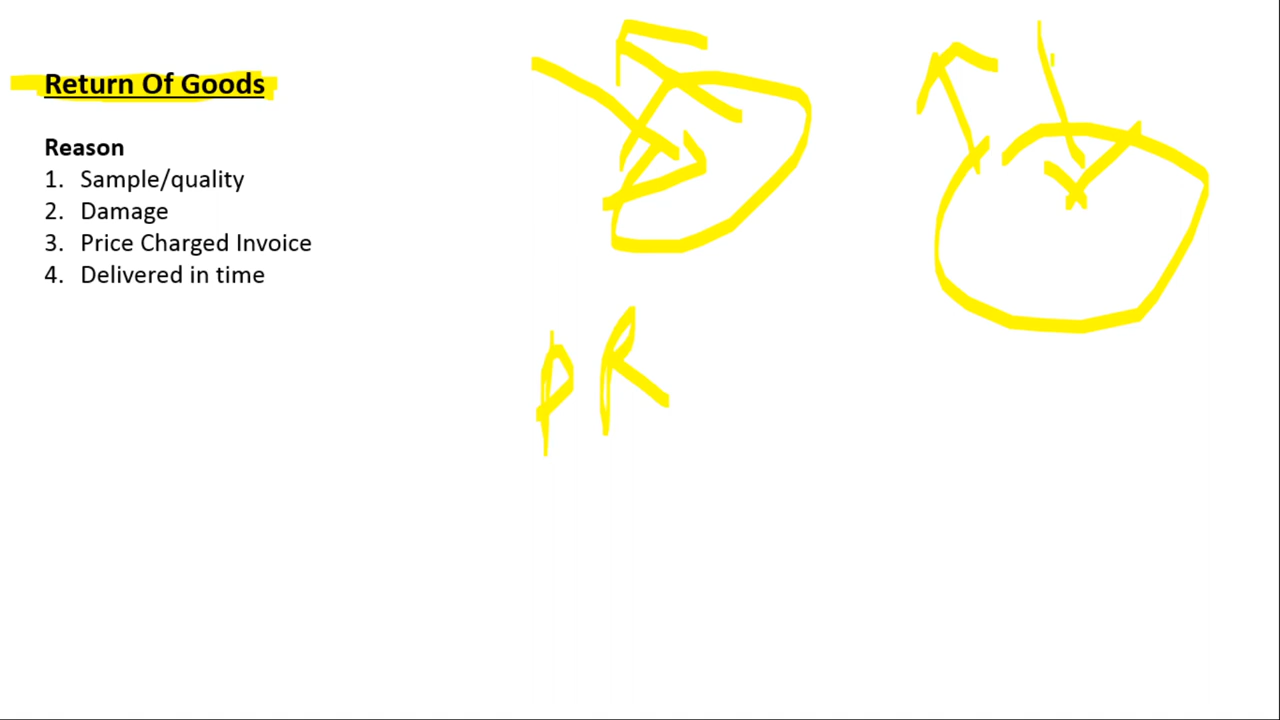 Return Of Goods
Reason
1. Sample/quality
2. Damage
3. Price Charged Invoice
4. Delivered in time
PR